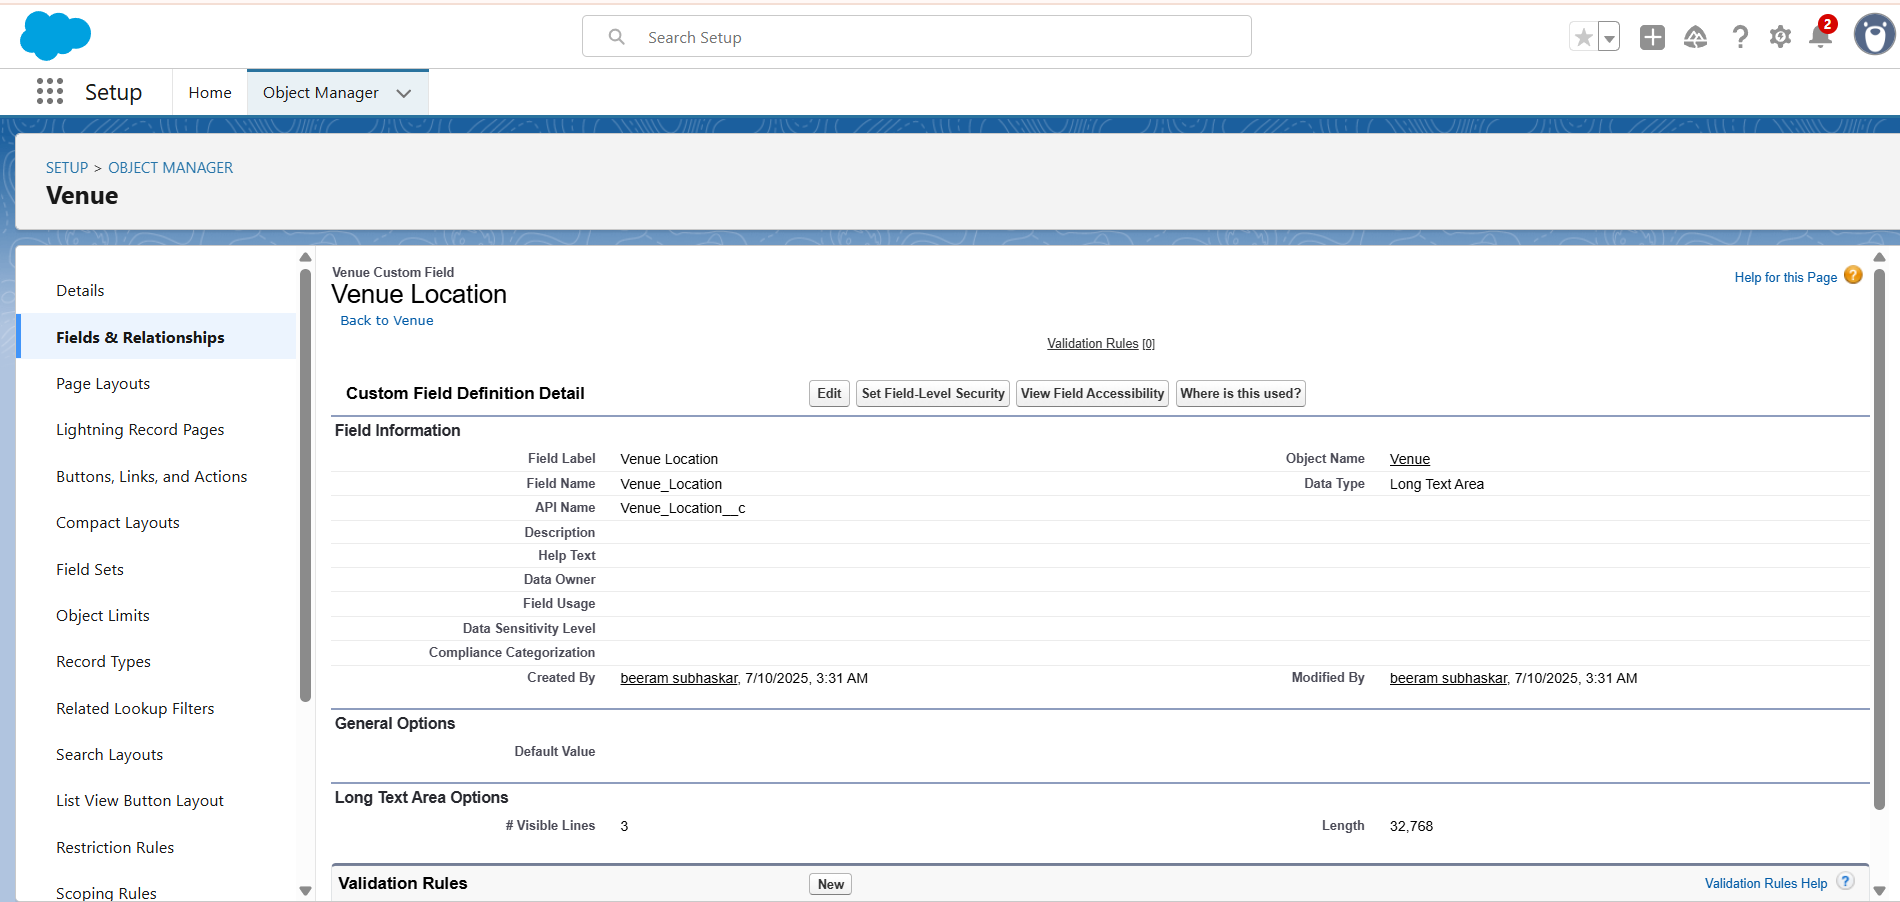 Search Setup
2
Setup
Home
Object Manager
SETUP > OBJECT MANAGER
Venue
Details
Fields & Relationships
Page Layouts
Lightning Record Pages
Buttons, Links, and Actions
Compact Layouts
Field Sets
Object Limits
Record Types
Related Lookup Filters
Search Layouts
List View Button Layout
Restriction Rules
Scoping Rules
Venue Custom Field
Venue Location
Back to Venue
Help for this Page ?
Validation Rules [0]
Custom Field Definition Detail
Edit Set Field-Level Security View Field Accessibility Where is this used?
Field Information
Field Label Venue Location Object Name Venue
Field Name Venue_Location Data Type Long Text Area
API Name Venue_Location__c
Description
Help Text
Data Owner
Field Usage
Data Sensitivity Level
Compliance Categorization
Created By beeram subhaskar, 7/10/2025, 3:31 AM Modified By beeram subhaskar, 7/10/2025, 3:31 AM
General Options
Default Value
Long Text Area Options
# Visible Lines 3 Length 32,768
Validation Rules New Validation Rules Help ?